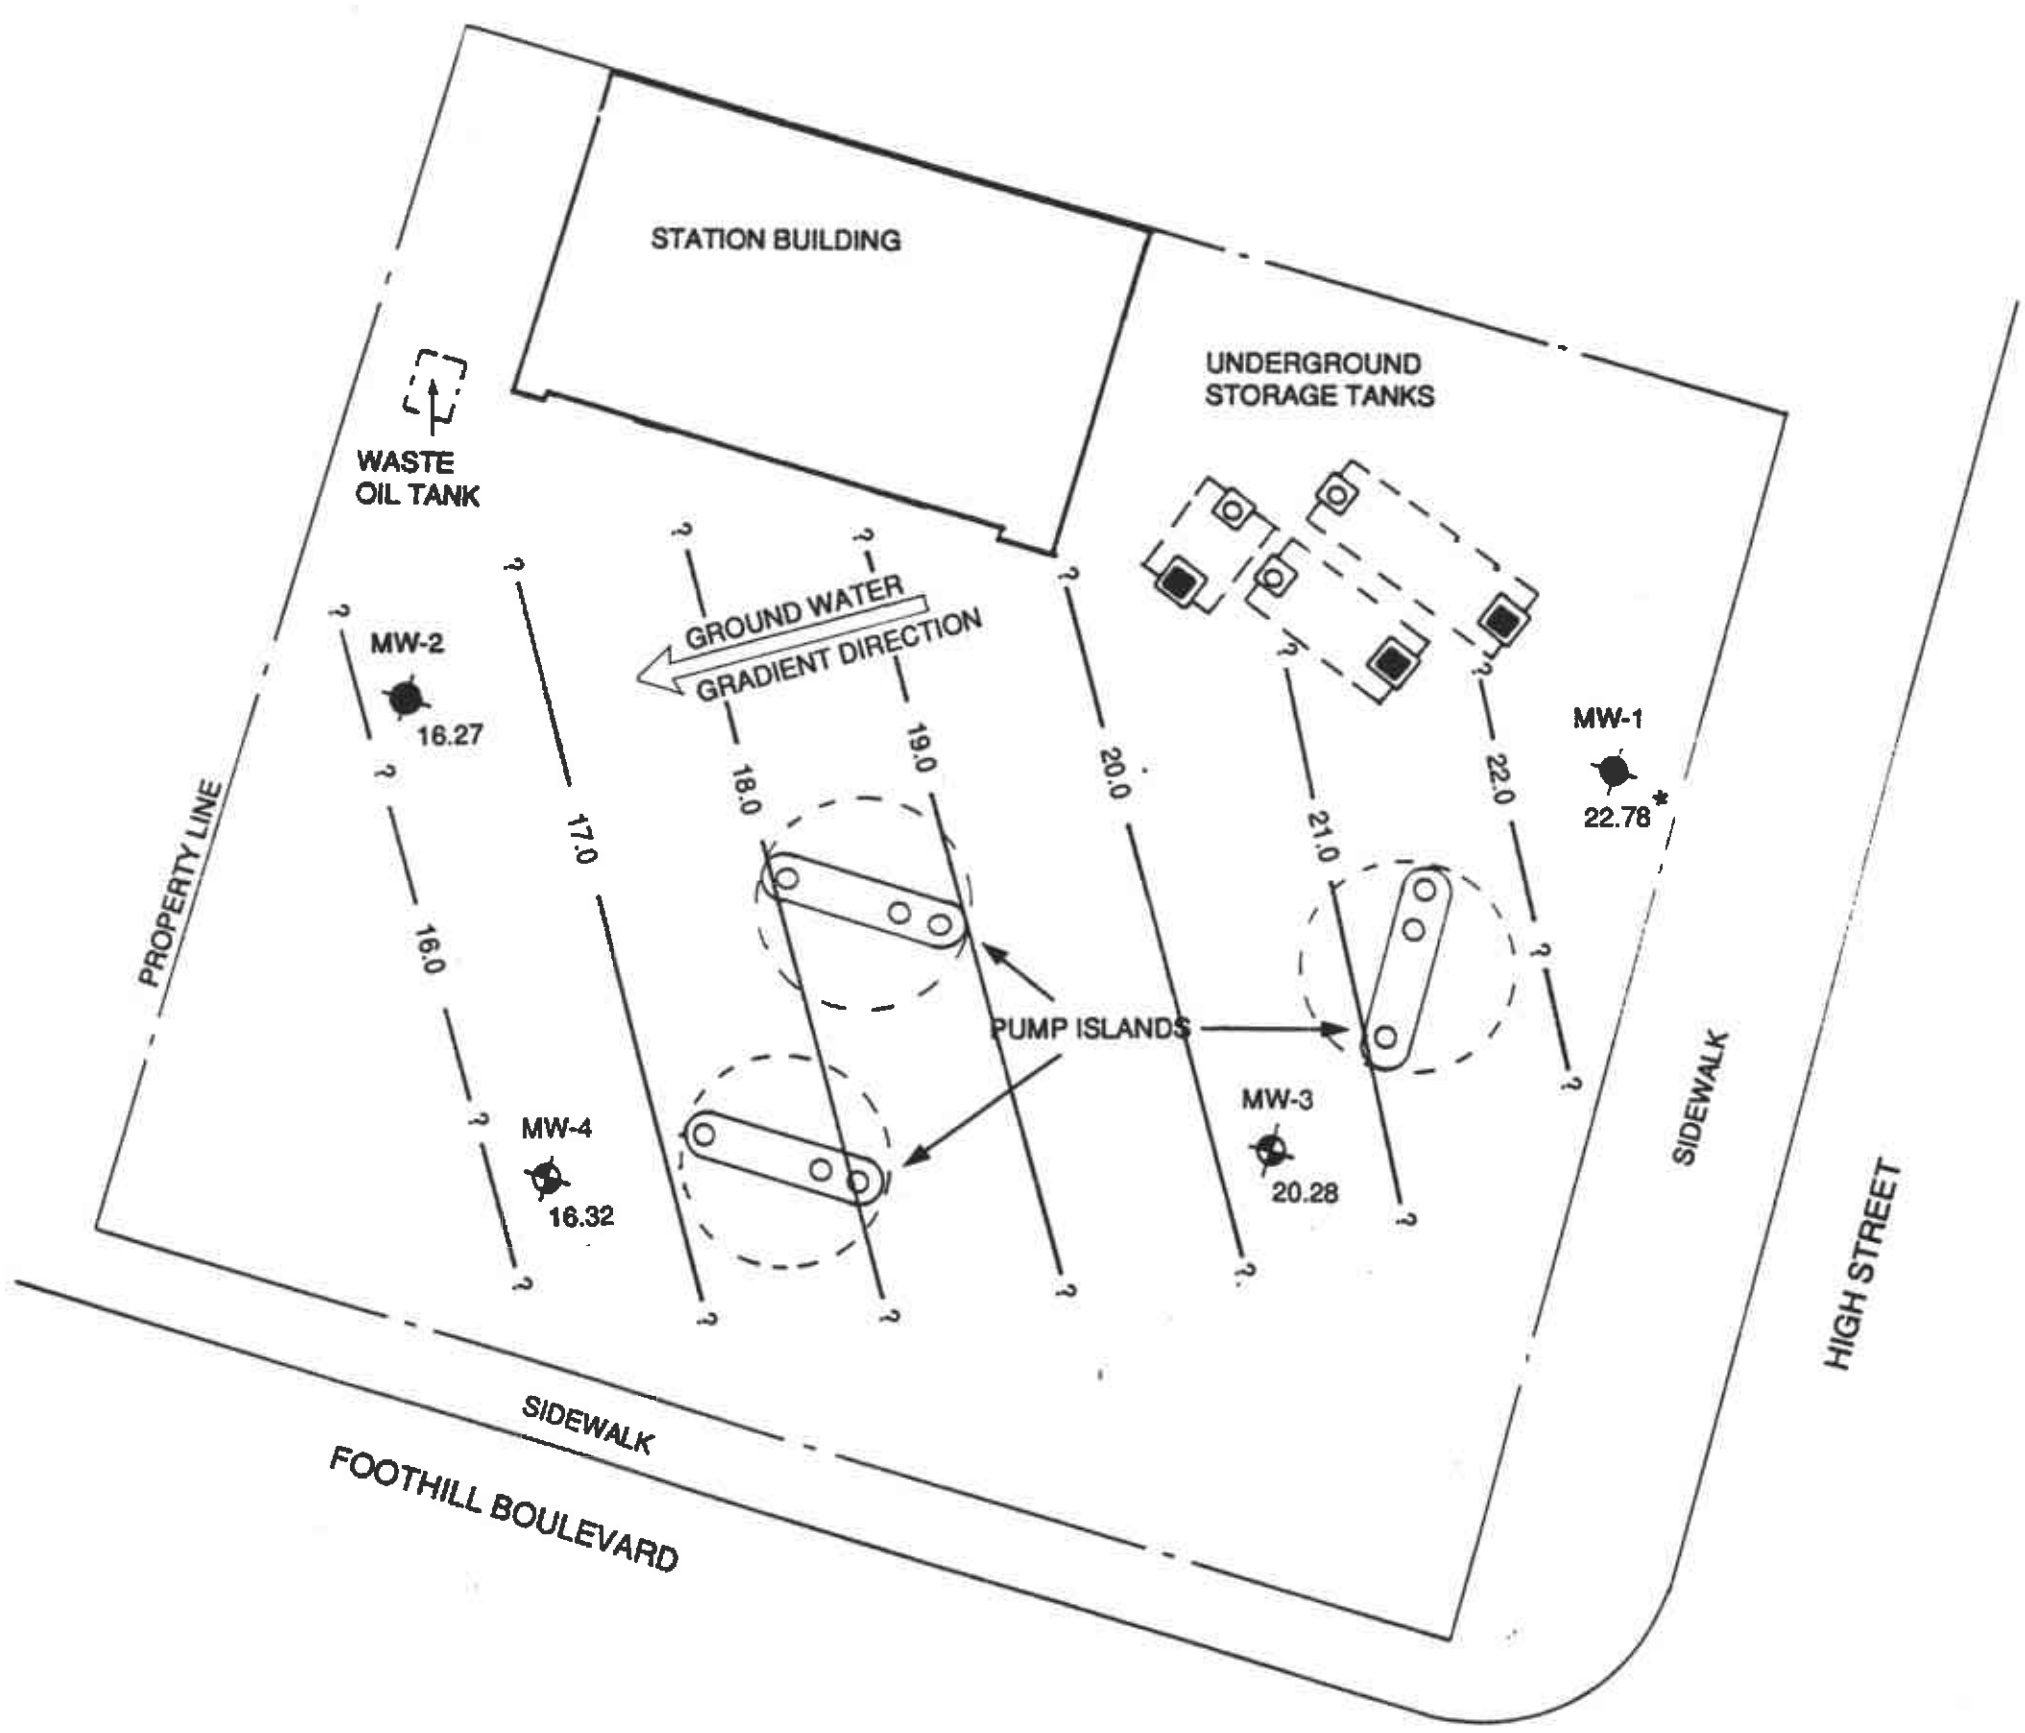 STATION BUILDING
UNDERGROUND
STORAGE TANKS
WASTE
OIL TANK
?
?
?
?
?
GROUND WATER
GRADIENT DIRECTION
?
MW-2
16.27
?
?
MW-1
22.78 *
?
19.0
20.0
22.0
18.0
17.0
21.0
PROPERTY LINE
16.0
?
PUMP ISLANDS
SIDEWALK
?
MW-3
20.28
?
MW-4
16.32
?
?
?
?
?
?
HIGH STREET
SIDEWALK
FOOTHILL BOULEVARD